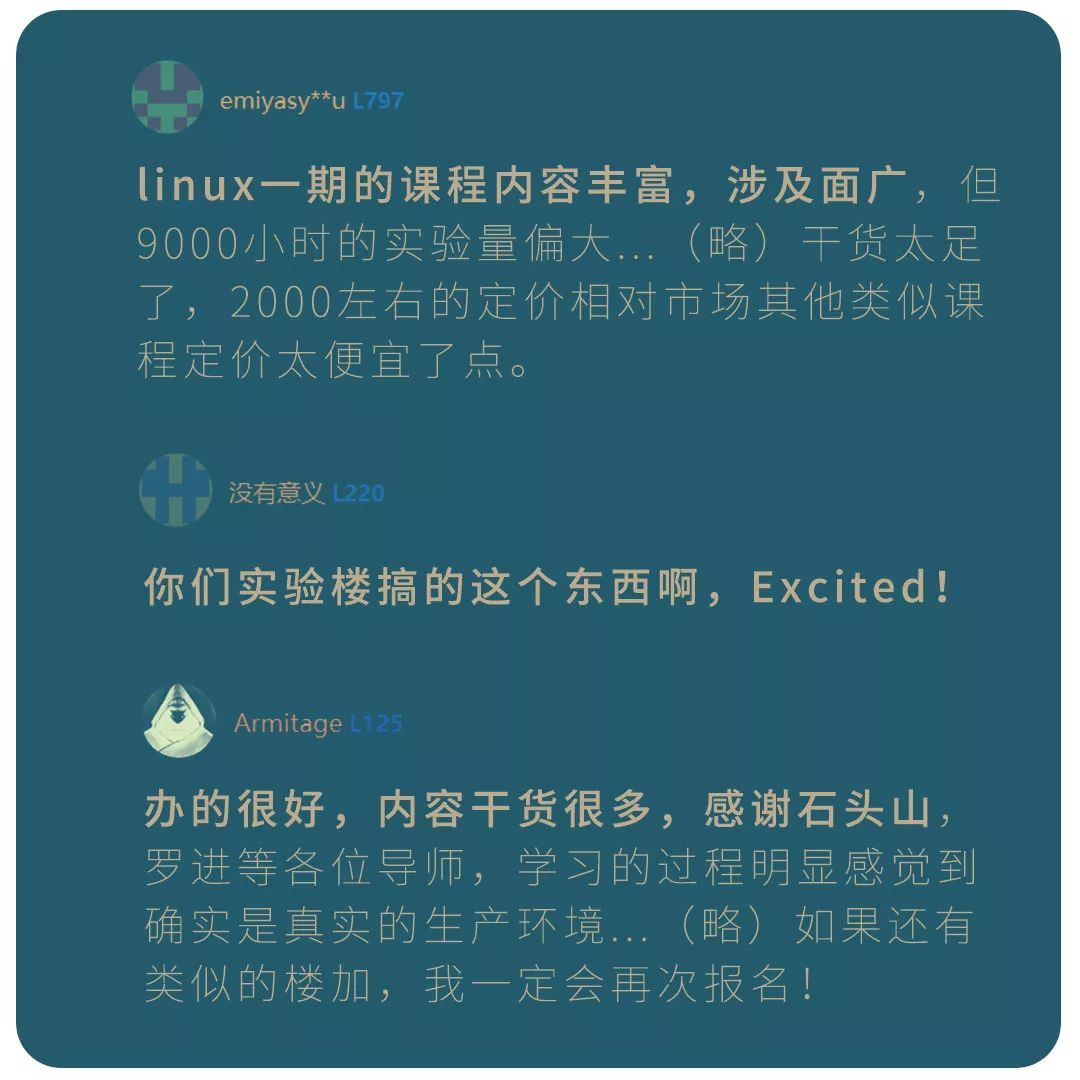 emiyasy**u L797
linux一期的课程内容丰富，涉及面广，但
9000小时的实验量偏大...（略）干货太足
了，2000左右的定价相对市场其他类似课
程定价太便宜了点。
没有意义 L220
你们实验楼搞的这个东西啊，Excited！
Armitage L125
办的很好，内容干货很多，感谢石头山，
罗进等各位导师，学习的过程明显感觉到
确实是真实的生产环境...（略）如果还有
类似的楼加，我一定会再次报名！